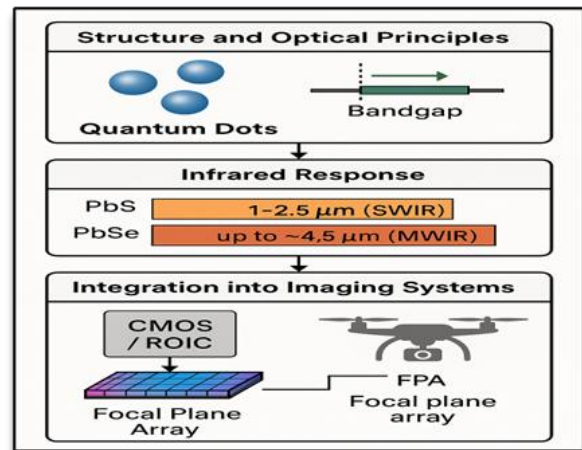 Structure and Optical Principles
Quantum Dots
Bandgap
Infrared Response
PbS 1–2.5 μm (SWIR)
PbSe up to ~4,5 μm (MWIR)
Integration into Imaging Systems
CMOS
/ ROIC
Focal Plane
Array
FPA
Focal plane
array